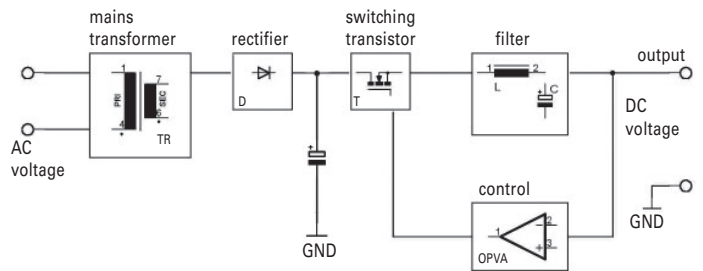 mains
transformer
rectifier
switching
transistor
filter
output
AC
voltage
1
PRI
4
7
SEC
TR
D
+
T
1
2
L
+
C
DC
voltage
control
1
2
3
-
+
OPVA
GND
GND